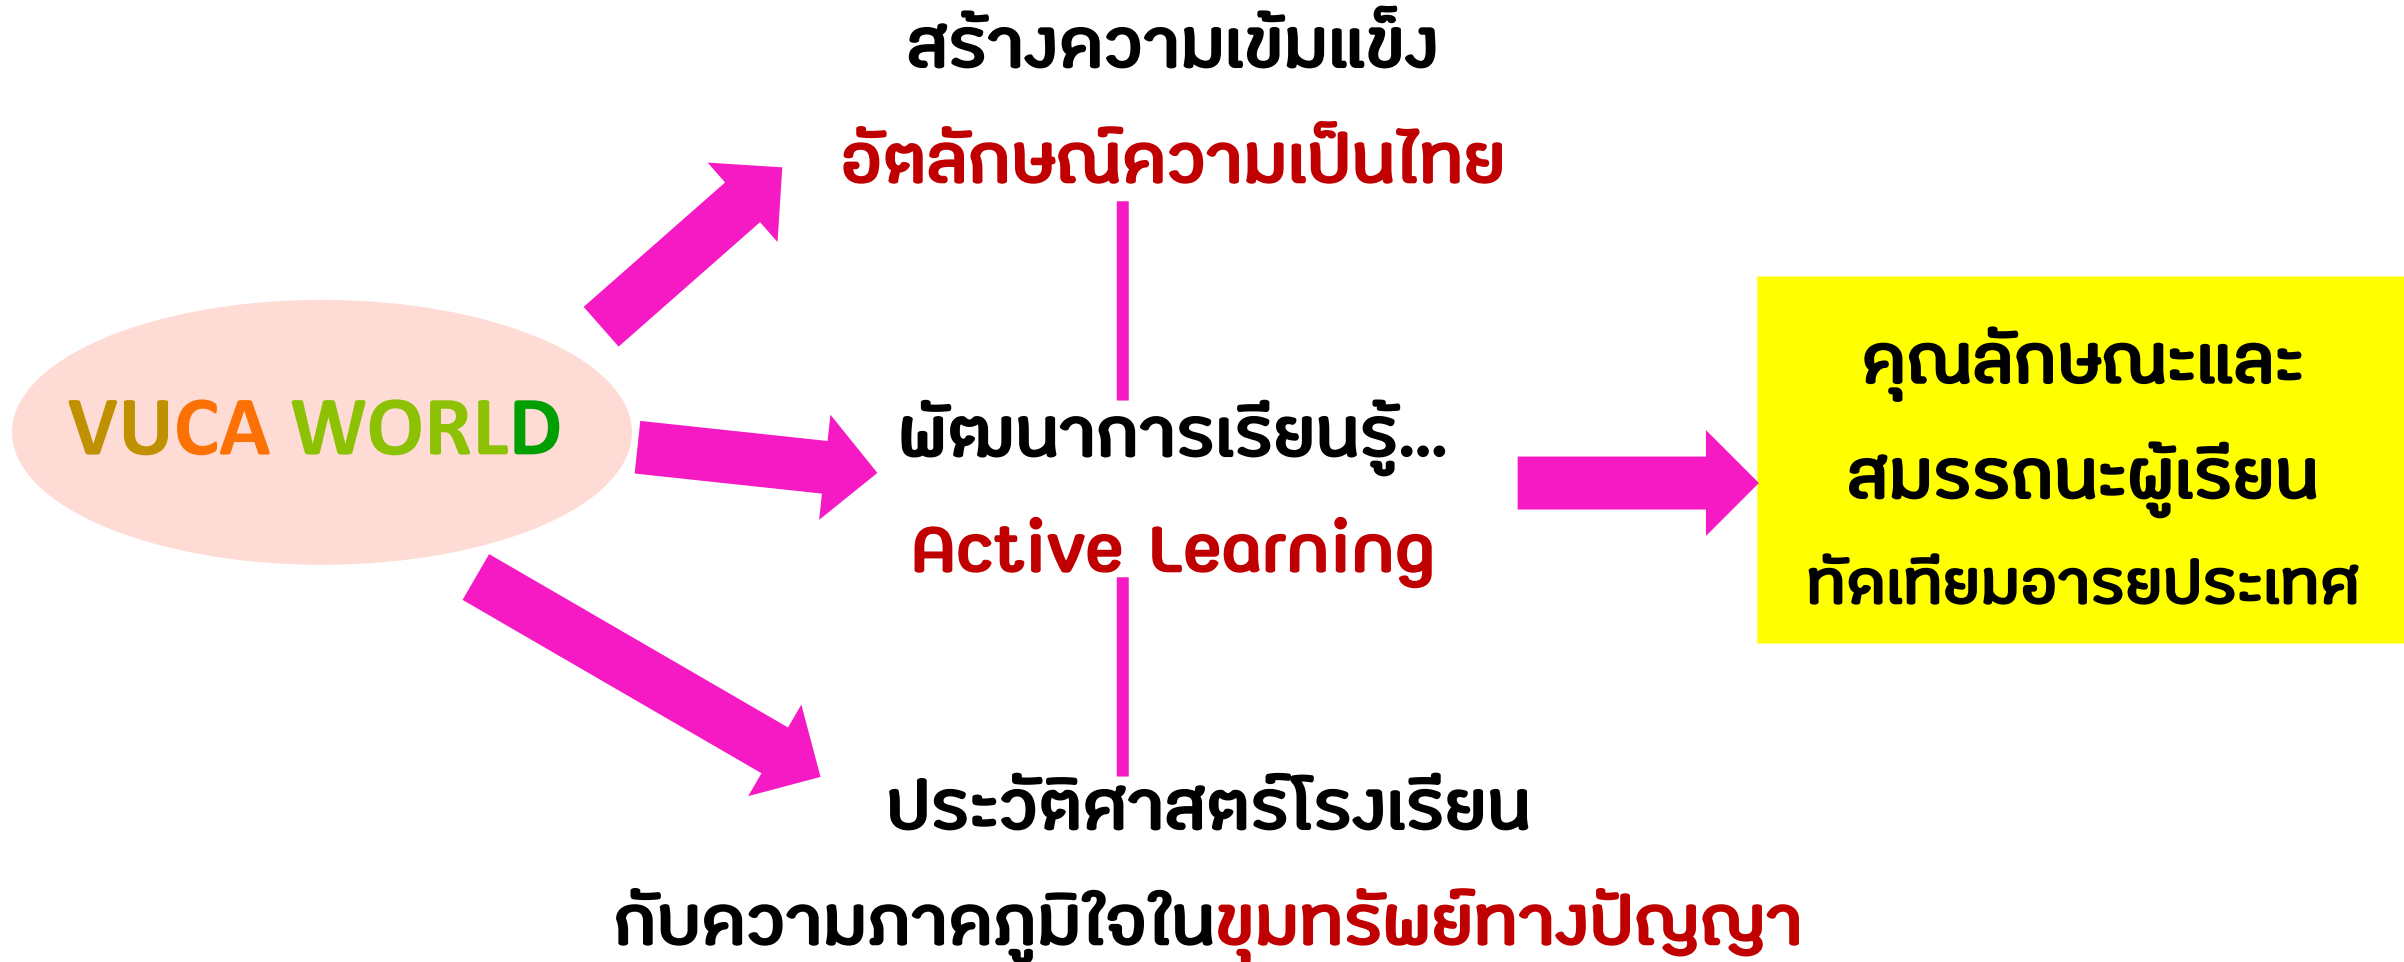 สร้างความเข้มแข็ง
อัตลักษณ์ความเป็นไทย
VUCA WORLD
พัฒนาการเรียนรู้...
Active Learning
คุณลักษณะและ
สมรรถนะผู้เรียน
ทัดเทียมอารยประเทศ
ประวัติศาสตร์โรงเรียน
กับความภาคภูมิใจในขุมทรัพย์ทางปัญญา